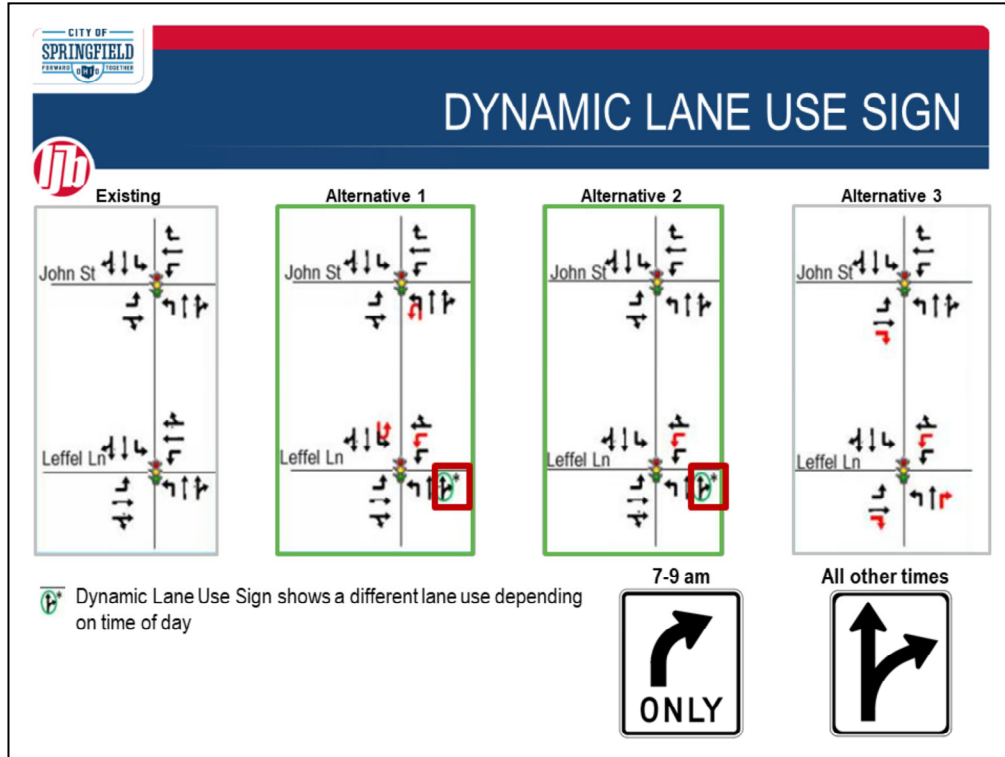 CITY OF
SPRINGFIELD
FORWARD OHIO TOGETHER
DYNAMIC LANE USE SIGN
ljb
Existing
Alternative 1
Alternative 2
Alternative 3
John St
John St
John St
John St
Leffel Ln
Leffel Ln
*
Leffel Ln
*
Leffel Ln
* Dynamic Lane Use Sign shows a different lane use depending
on time of day
7-9 am
All other times
ONLY